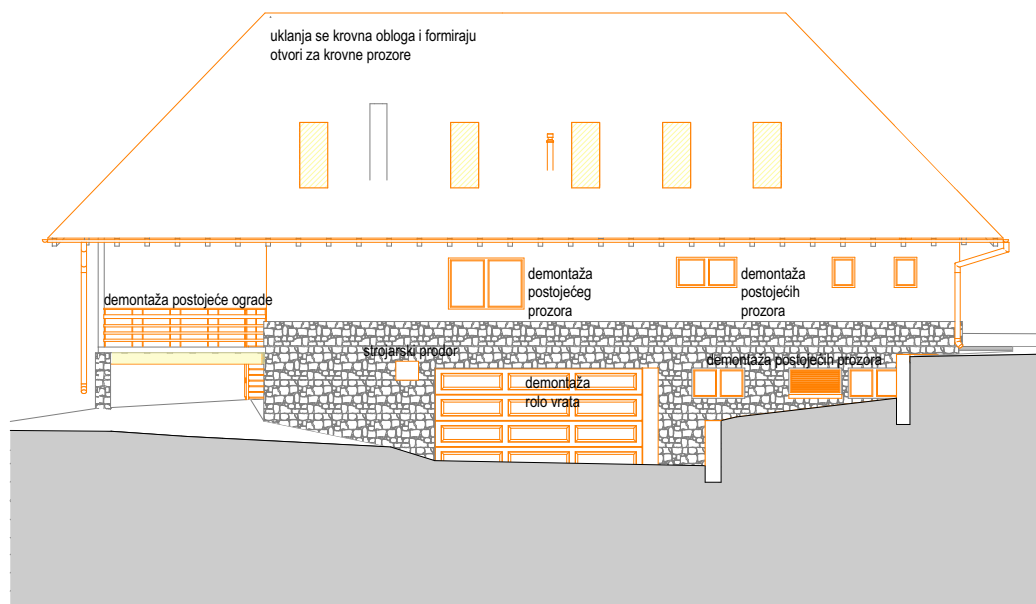 uklanja se krovna obloga i formiraju
otvori za krovne prozore
demontaža postojeće ograde
demontaža
postojećeg
prozora
demontaža
postojećih
prozora
strojarski prodor
demontaža postojećih prozora
demontaža
rolo vrata